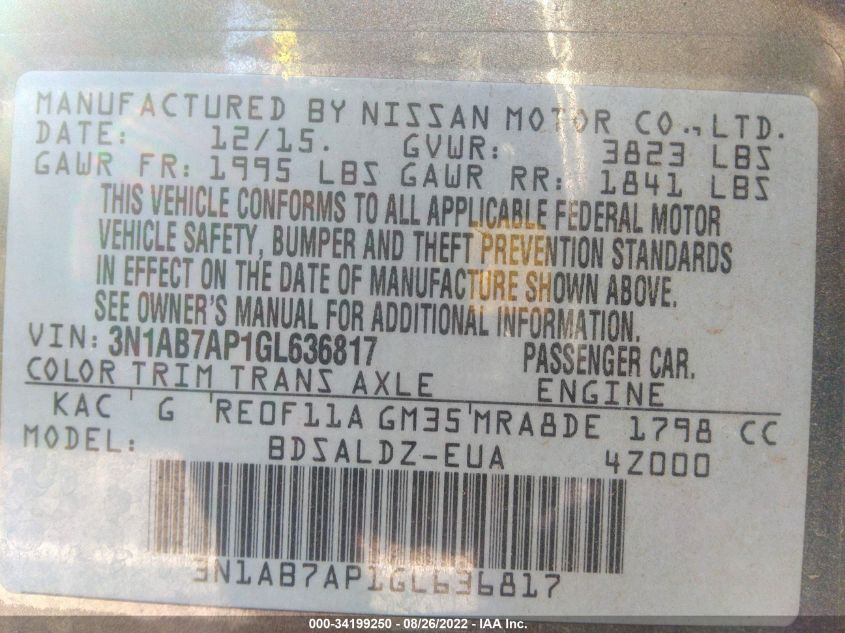 MANUFACTURED BY NISSAN MOTOR CO., LTD.
DATE: 12/15. GVWR: 3823 LBS
GAWR FR: 1995 LBS GAWR RR: 1841 LBS
THIS VEHICLE CONFORMS TO ALL APPLICABLE FEDERAL MOTOR
VEHICLE SAFETY, BUMPER AND THEFT PREVENTION STANDARDS
IN EFFECT ON THE DATE OF MANUFACTURE SHOWN ABOVE.
SEE OWNER'S MANUAL FOR ADDITIONAL INFORMATION.
VIN: 3N1AB7AP1GL636817 PASSENGER CAR.
COLOR TRIM TRANS AXLE ENGINE
KAC ' G ' RE0F11A GM35 ' MRA8DE 1798 CC
MODEL: BDSALDZ-EUA 4Z000
3N1AB7AP1GL636817
000-34199250 - 08/26/2022 - IAA Inc.